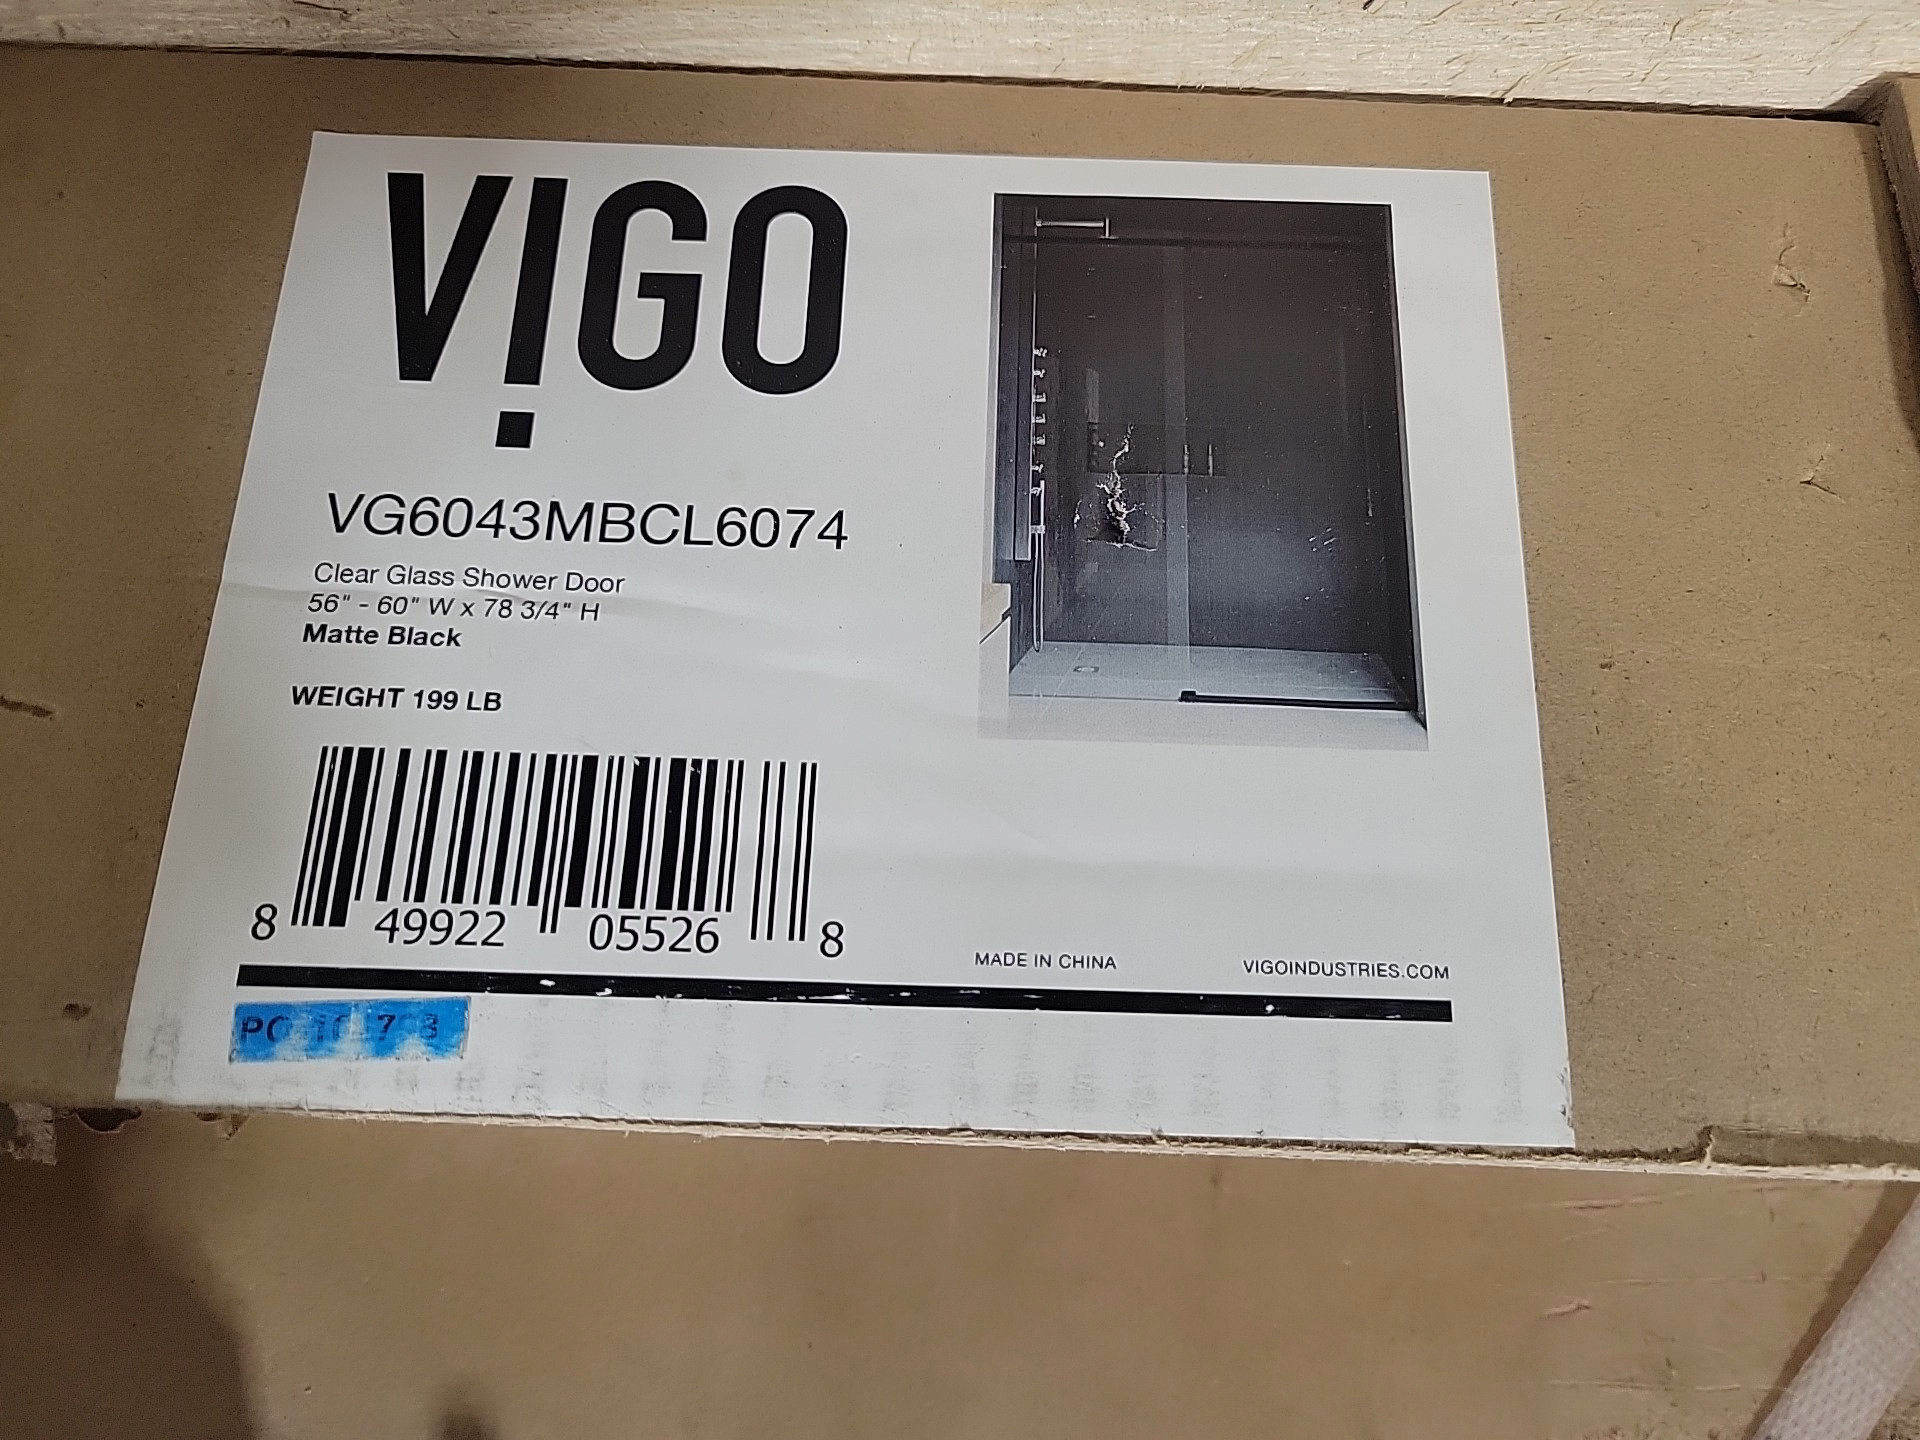 VIGO
VG6043MBCL6074
Clear Glass Shower Door
56" - 60" W x 78 3/4" H
Matte Black
WEIGHT 199 LB
8 49922 05526 8
MADE IN CHINA
VIGOINDUSTRIES.COM